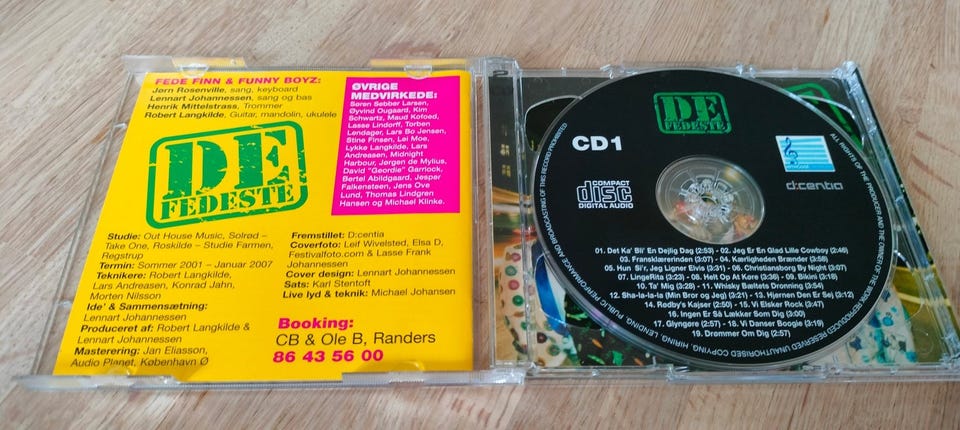 FEDE FINN & FUNNY BOYZ:
Jørn Rosenville, sang, keyboard
Lennart Johannessen, sang og bas
Henrik Mittelstrass, Trommer
Robert Langkilde, Guitar, mandolin, ukulele
DE
FEDESTE
ØVRIGE
MEDVIRKEDE:
Søren Søbber Larsen,
Øyvind Ougaard, Kim
Schwartz, Maud Kofoed,
Lasse Lindorff, Torben
Lendager, Lars Bo Jensen,
Stine Finsen, Lei Moe,
Lykke Langkilde, Lars
Andreasen, Midnight
Harbour, Jørgen de Mylius,
David "Geordie" Garriock,
Bertel Abildgaard, Jesper
Falkensteen, Jens Ove
Lund, Thomas Lindgren
Hansen og Michael Klinke.
Studie: Out House Music, Solrød –
Take One, Roskilde – Studie Farmen,
Regstrup
Termin: Sommer 2001 – Januar 2007
Teknikere: Robert Langkilde,
Lars Andreasen, Konrad Jahn,
Morten Nilsson
Ide' & Sammensætning:
Lennart Johannessen
Produceret af: Robert Langkilde &
Lennart Johannessen
Mastering: Jan Eliasson,
Audio Planet, København Ø
Fremstillet: D:centia
Coverfoto: Leif Wivelsted, Elsa D,
Festivalfoto.com & Lasse Frank
Johannessen
Cover design: Lennart Johannessen
Sats: Karl Stentoft
Live lyd & teknik: Michael Johansen
Booking:
CB & Ole B, Randers
86 43 56 00
DE
FEDESTE
CD 1
COMPACT
disc
DIGITAL AUDIO
d:centia
ALL RIGHTS OF THE PRODUCER AND THE OWNER OF THE WORK REPRODUCED RESERVED. UNAUTHORISED COPYING, HIRING, LENDING, PUBLIC PERFORMANCE AND BROADCASTING OF THIS RECORD PROHIBITED
01. Det Ka' Bli' En Dejlig Dag (2:53) - 02. Jeg Er En Glad Lille Cowboy (2:46)
03. Fransklærerinden (3:07) - 04. Kærligheden Brænder (3:58)
05. Hun Si'r, Jeg Ligner Elvis (3:31) - 06. Christiansborg By Night (3:07)
07. LingeRita (3:23) - 08. Helt Op At Køre (3:36) - 09. Bikini (3:18)
10. Ta' Mig (3:28) - 11. Whisky Bæltets Dronning (3:54)
12. Sha-la-la-la (Min Bror og Jeg) (3:21) - 13. Hjernen Den Er Sej (3:12)
14. Rødby's Kajser (2:50) - 15. Vi Elsker Rock (3:47)
16. Ingen Er Så Lækker Som Dig (3:00)
17. Glyngøre (2:57) - 18. Vi Danser Boogie (3:19)
19. Drømmer Om Dig (2:57)